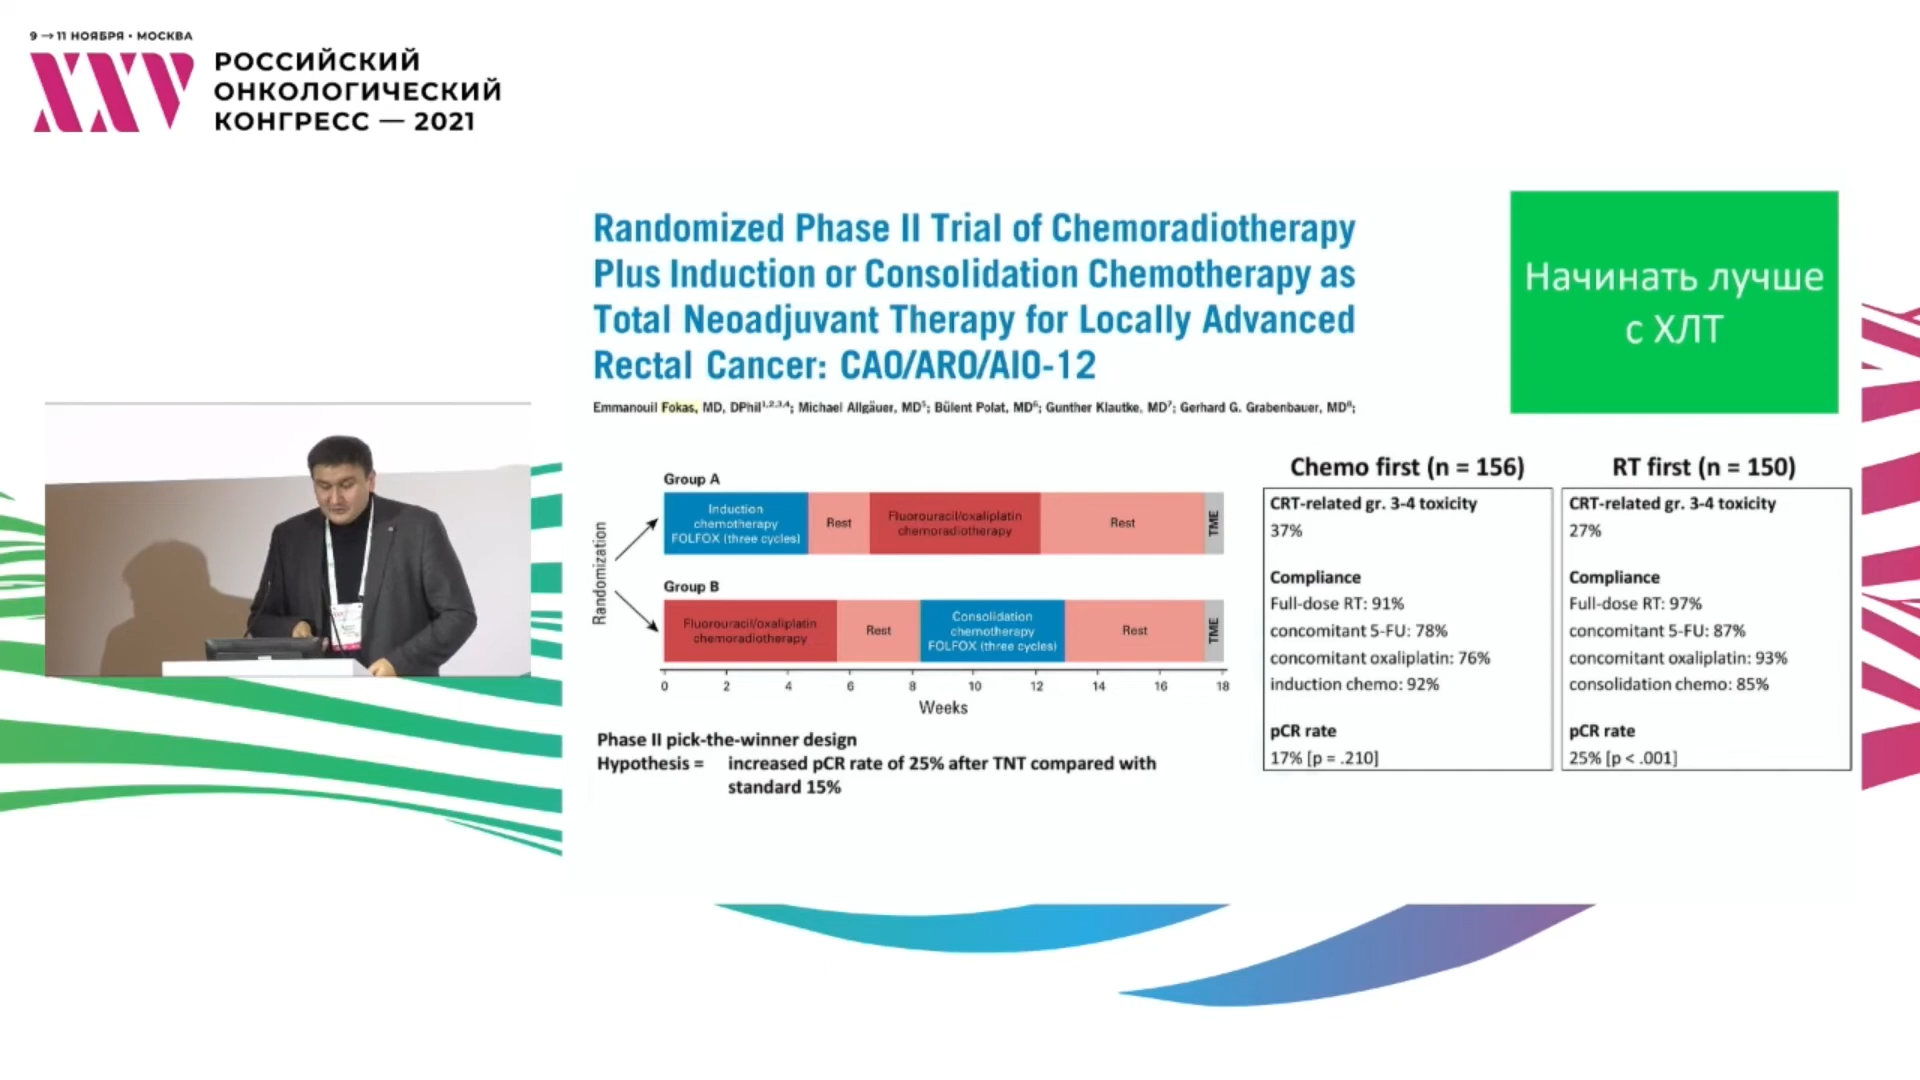 9 → 11 НОЯБРЯ • МОСКВА
XXV
РОССИЙСКИЙ
ОНКОЛОГИЧЕСКИЙ
КОНГРЕСС — 2021
Randomized Phase II Trial of Chemoradiotherapy
Plus Induction or Consolidation Chemotherapy as
Total Neoadjuvant Therapy for Locally Advanced
Rectal Cancer: CAO/ARO/AIO-12
Emmanouil Fokas, MD, DPhil1,2,3,4; Michael Allgäuer, MD5; Bülent Polat, MD6; Gunther Klautke, MD7; Gerhard G. Grabenbauer, MD8;
Начинать лучше
с ХЛТ
Randomization
Group A
Induction
chemotherapy
FOLFOX (three cycles)
Rest
Fluorouracil/oxaliplatin
chemoradiotherapy
Rest
TME
Group B
Fluorouracil/oxaliplatin
chemoradiotherapy
Rest
Consolidation
chemotherapy
FOLFOX (three cycles)
Rest
TME
0 2 4 6 8 10 12 14 16 18
Weeks
Phase II pick-the-winner design
Hypothesis = increased pCR rate of 25% after TNT compared with
standard 15%
Chemo first (n = 156)
CRT-related gr. 3-4 toxicity
37%
Compliance
Full-dose RT: 91%
concomitant 5-FU: 78%
concomitant oxaliplatin: 76%
induction chemo: 92%
pCR rate
17% [p = .210]
RT first (n = 150)
CRT-related gr. 3-4 toxicity
27%
Compliance
Full-dose RT: 97%
concomitant 5-FU: 87%
concomitant oxaliplatin: 93%
consolidation chemo: 85%
pCR rate
25% [p < .001]